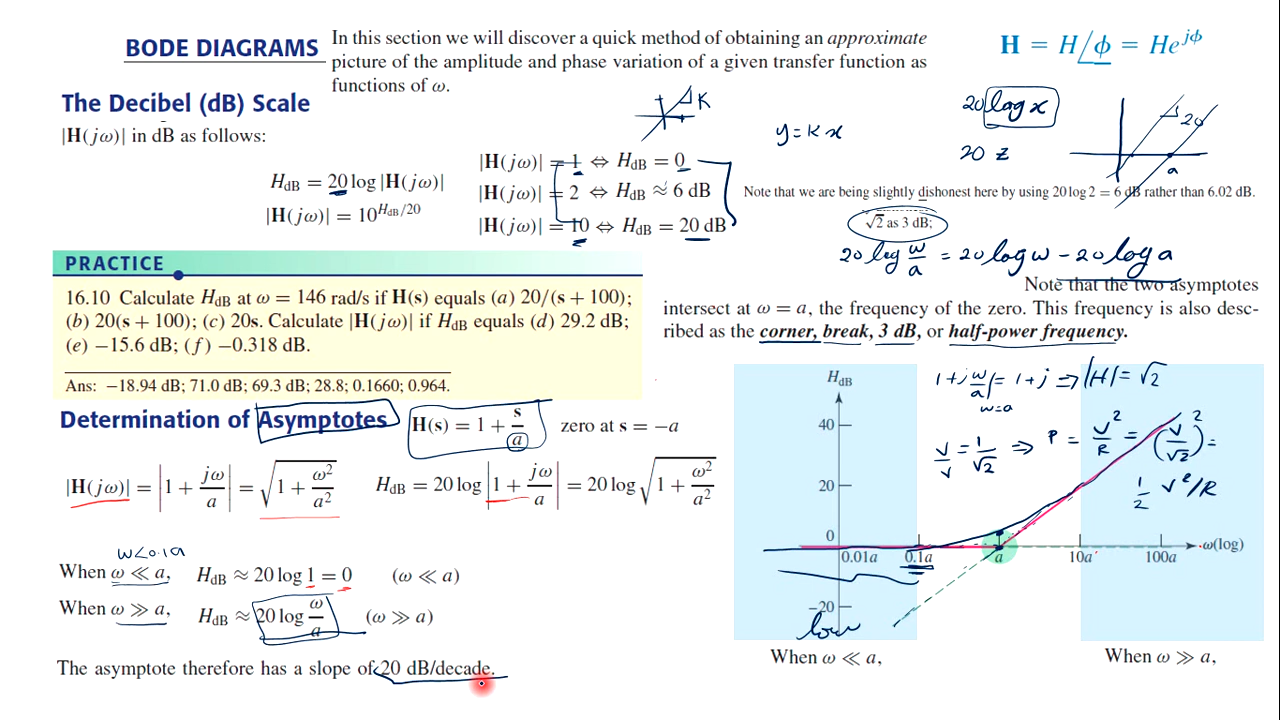 BODE DIAGRAMS
In this section we will discover a quick method of obtaining an approximate
picture of the amplitude and phase variation of a given transfer function as
functions of ω.
H = H/ϕ = He^jϕ
The Decibel (dB) Scale
|H(jω)| in dB as follows:
H_dB = 20 log |H(jω)|
|H(jω)| = 10^(H_dB/20)
K
y = K x
20 log x
20 z
20
a
|H(jω)| = 1 ⇔ H_dB = 0
|H(jω)| = 2 ⇔ H_dB ≈ 6 dB
|H(jω)| = 10 ⇔ H_dB = 20 dB
Note that we are being slightly dishonest here by using 20 log 2 = 6 dB rather than 6.02 dB.
√2 as 3 dB;
20 log ω/a = 20 log ω − 20 log a
PRACTICE
16.10 Calculate H_dB at ω = 146 rad/s if H(s) equals (a) 20/(s + 100);
(b) 20(s + 100); (c) 20s. Calculate |H(jω)| if H_dB equals (d) 29.2 dB;
(e) −15.6 dB; (f) −0.318 dB.
Ans: −18.94 dB; 71.0 dB; 69.3 dB; 28.8; 0.1660; 0.964.
Note that the two asymptotes
intersect at ω = a, the frequency of the zero. This frequency is also desc-
ribed as the corner, break, 3 dB, or half-power frequency.
Determination of Asymptotes
H(s) = 1 + s/a
zero at s = −a
|H(jω)| = |1 + jω/a| = √(1 + ω²/a²)
H_dB = 20 log |1 + jω/a| = 20 log √(1 + ω²/a²)
ω<0.1a
When ω ≪ a, H_dB ≈ 20 log 1 = 0 (ω ≪ a)
When ω ≫ a, H_dB ≈ 20 log ω/a (ω ≫ a)
The asymptote therefore has a slope of 20 dB/decade.
H_dB
40
20
0
−20
0.01a
0.1a
a
10a
100a
ω(log)
1+jω/a|= 1+j ⇒ |H|= √2
ω=a
V/V = 1/√2 ⇒ P = V²/R = (V/√2)² =
1/2 V²/R
low
When ω ≪ a,
When ω ≫ a,